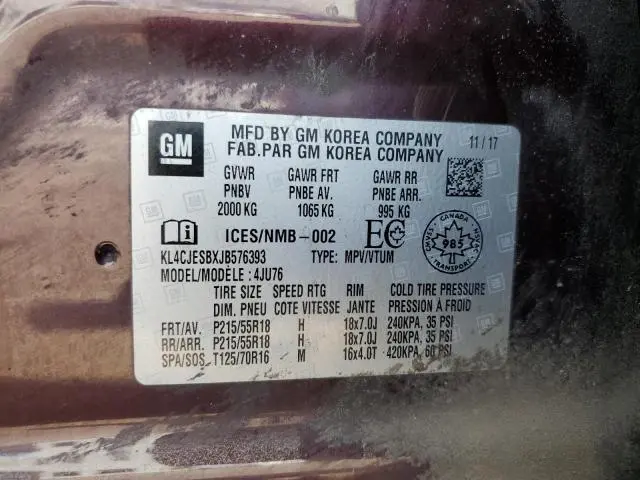 GM
MFD BY GM KOREA COMPANY 11/17
FAB.PAR GM KOREA COMPANY
GVWR GAWR FRT GAWR RR
PNBV PNBE AV. PNBE ARR.
2000 KG 1065 KG 995 KG
ICES/NMB-002 EC
CANADA
985
CMVSS
NSVAC
KL4CJESBXJB576393 TYPE: MPV/VTUM
MODEL/MODÈLE: 4JU76
TIRE SIZE SPEED RTG RIM COLD TIRE PRESSURE
DIM. PNEU COTE VITESSE JANTE PRESSION À FROID
FRT/AV. P215/55R18 H 18x7.0J 240KPA, 35 PSI
RR/ARR. P215/55R18 H 18x7.0J 240KPA, 35 PSI
SPA/SOS. T125/70R16 M 16x4.0T 420KPA, 60 PSI